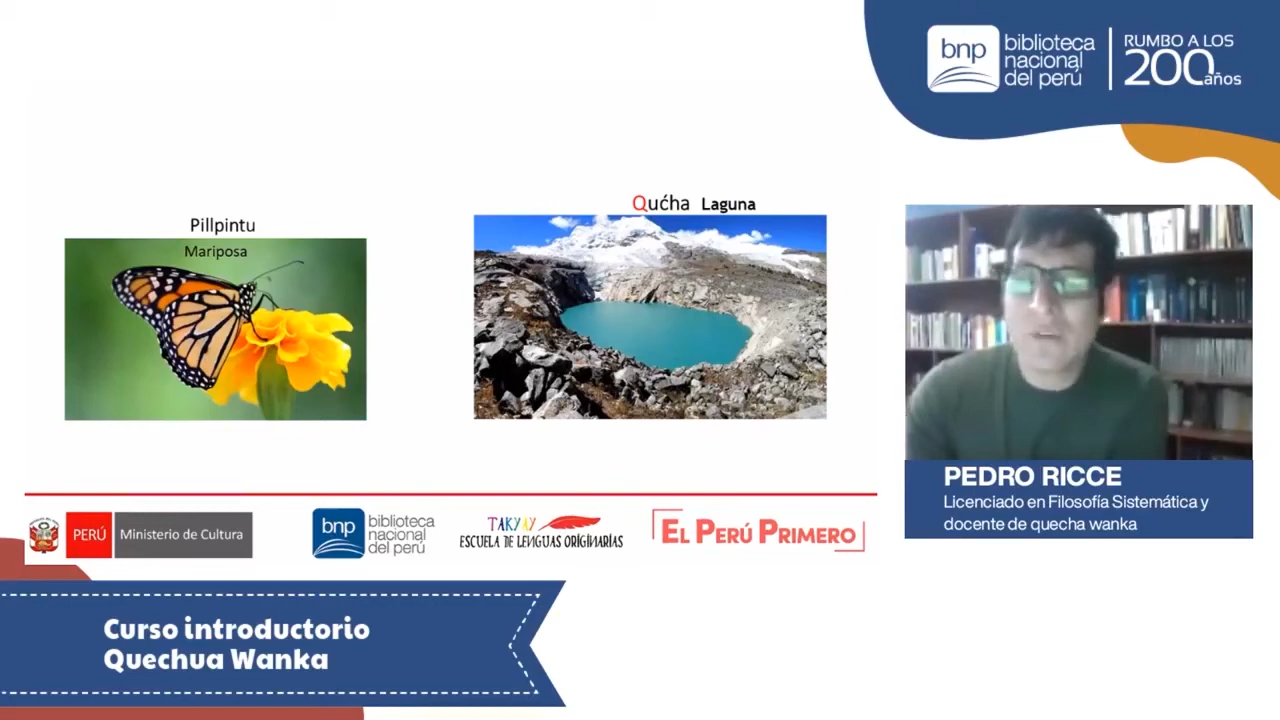 bnp
biblioteca
nacional
del perú
RUMBO A LOS
200 años
Qućha Laguna
Pillpintu
Mariposa
PEDRO RICCE
Licenciado en Filosofía Sistemática y
docente de quecha wanka
PERÚ Ministerio de Cultura
bnp
biblioteca
nacional
del perú
TAKYAY
ESCUELA DE LENGUAS ORIGINARIAS
EL PERÚ PRIMERO
Curso introductorio
Quechua Wanka